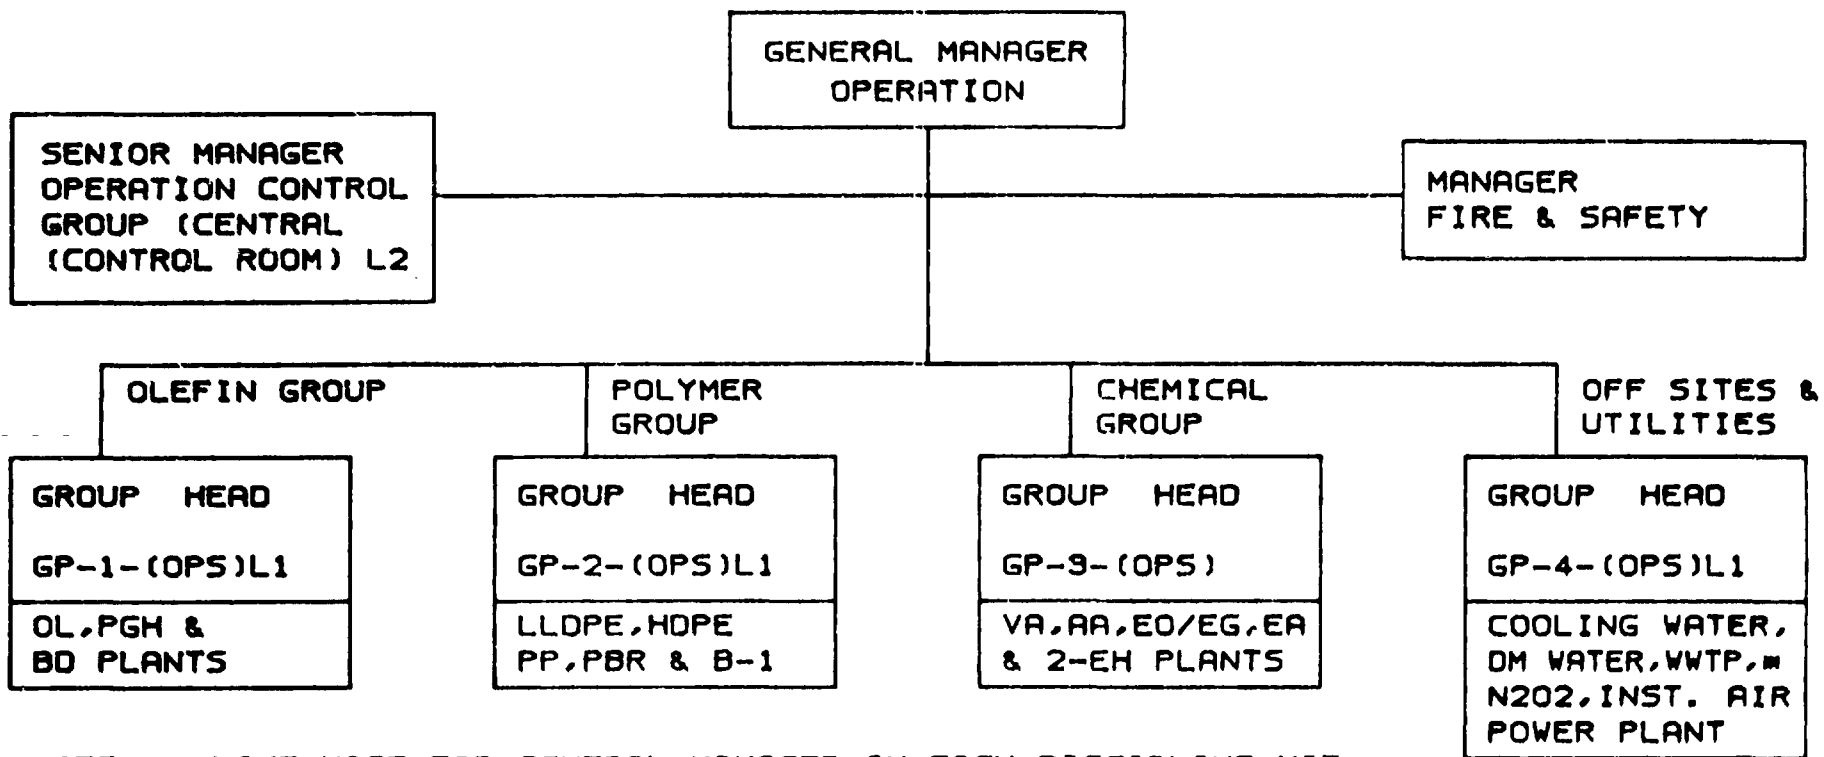 GENERAL MANAGER
OPERATION
SENIOR MANAGER
OPERATION CONTROL
GROUP (CENTRAL
(CONTROL ROOM) L2
MANAGER
FIRE & SAFETY
OLEFIN GROUP
POLYMER
GROUP
CHEMICAL
GROUP
OFF SITES &
UTILITIES
GROUP HEAD
GP-1-(OPS)L1
OL,PGH &
BD PLANTS
GROUP HEAD
GP-2-(OPS)L1
LLDPE,HDPE
PP,PBR & B-1
GROUP HEAD
GP-3-(OPS)
VA,AA,EO/EG,EA
& 2-EH PLANTS
GROUP HEAD
GP-4-(OPS)L1
COOLING WATER,
DM WATER,WWTP,
N2O2,INST. AIR
POWER PLANT